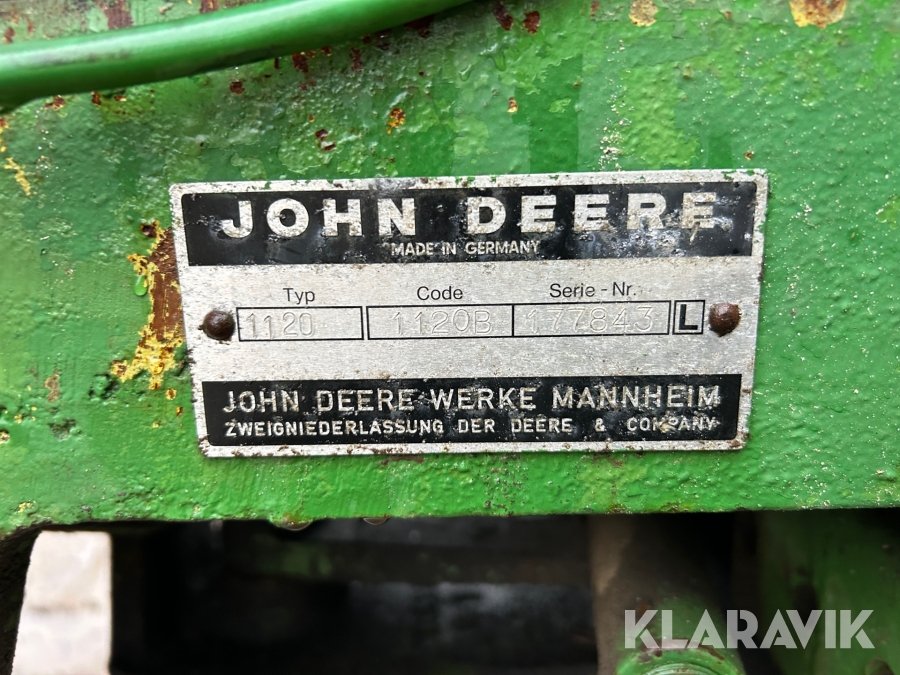 JOHN DEERE
MADE IN GERMANY
Typ Code Serie-Nr.
1120 1120B 177843 L
JOHN DEERE WERKE MANNHEIM
ZWEIGNIEDERLASSUNG DER DEERE & COMPANY
KLARAVIK